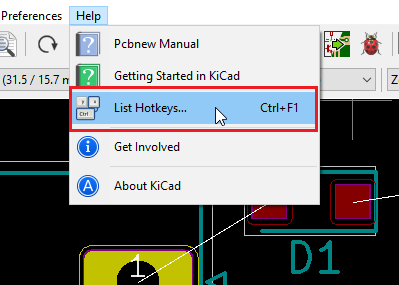 Preferences Help
Pcbnew Manual
(31.5 / 15.7 m
Getting Started in KiCad
List Hotkeys... Ctrl+F1
Ctrl
Get Involved
About KiCad
1
D1